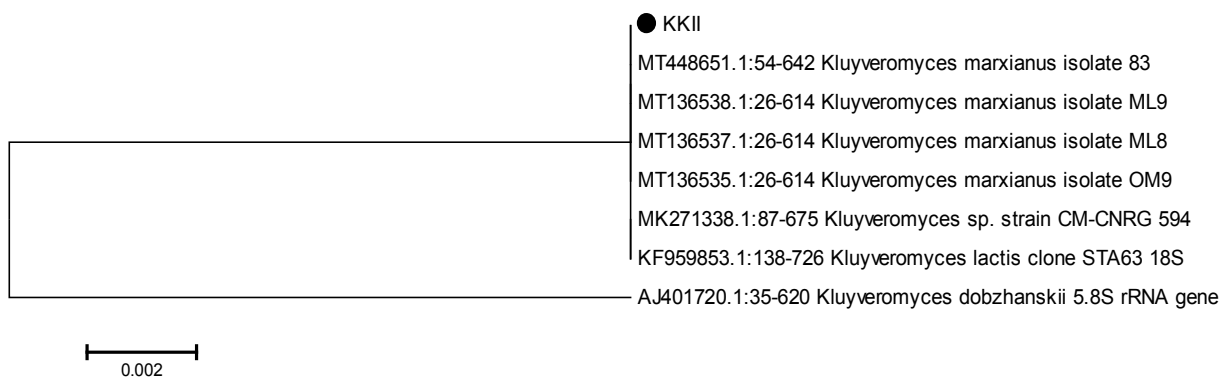 KKII
MT448651.1:54-642 Kluyveromyces marxianus isolate 83
MT136538.1:26-614 Kluyveromyces marxianus isolate ML9
MT136537.1:26-614 Kluyveromyces marxianus isolate ML8
MT136535.1:26-614 Kluyveromyces marxianus isolate OM9
MK271338.1:87-675 Kluyveromyces sp. strain CM-CNRG 594
KF959853.1:138-726 Kluyveromyces lactis clone STA63 18S
AJ401720.1:35-620 Kluyveromyces dobzhanskii 5.8S rRNA gene
0.002